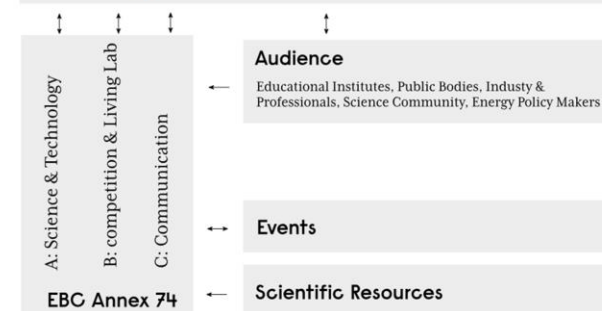 A: Science & Technology
B: competition & Living Lab
C: Communication
EBC Annex 74
Audience
Educational Institutes, Public Bodies, Industy &
Professionals, Science Community, Energy Policy Makers
Events
Scientific Resources